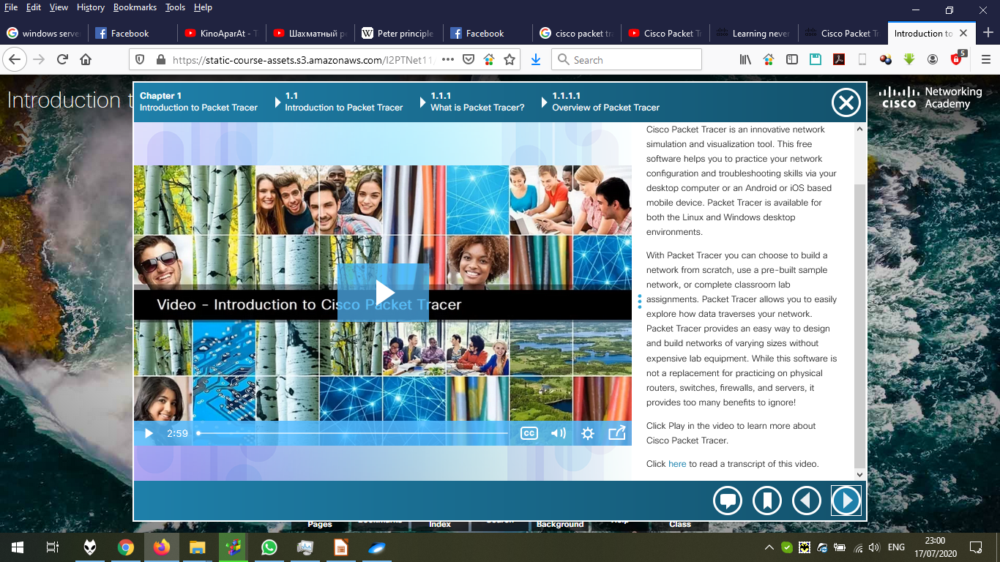 File Edit View History Bookmarks Tools Help
windows serve
Facebook
KinoAparAt - T
Шахматный р
Peter principle
Facebook
cisco packet tra
Cisco Packet Tr
Learning never
Cisco Packet Tr
Introduction to
https://static-course-assets.s3.amazonaws.com/I2PTNet11/
Search
5
Introduction t
Chapter 1
Introduction to Packet Tracer
1.1
Introduction to Packet Tracer
1.1.1
What is Packet Tracer?
1.1.1.1
Overview of Packet Tracer
CISCO
Networking
Academy
Video - Introduction to Cisco Packet Tracer
2:59
CC
Cisco Packet Tracer is an innovative network
simulation and visualization tool. This free
software helps you to practice your network
configuration and troubleshooting skills via your
desktop computer or an Android or iOS based
mobile device. Packet Tracer is available for
both the Linux and Windows desktop
environments.
With Packet Tracer you can choose to build a
network from scratch, use a pre-built sample
network, or complete classroom lab
assignments. Packet Tracer allows you to easily
explore how data traverses your network.
Packet Tracer provides an easy way to design
and build networks of varying sizes without
expensive lab equipment. While this software is
not a replacement for practicing on physical
routers, switches, firewalls, and servers, it
provides too many benefits to ignore!
Click Play in the video to learn more about
Cisco Packet Tracer.
Click here to read a transcript of this video.
Pages
Bookmarks
Index
Search
Background
Help
Class
ENG
23:00
17/07/2020